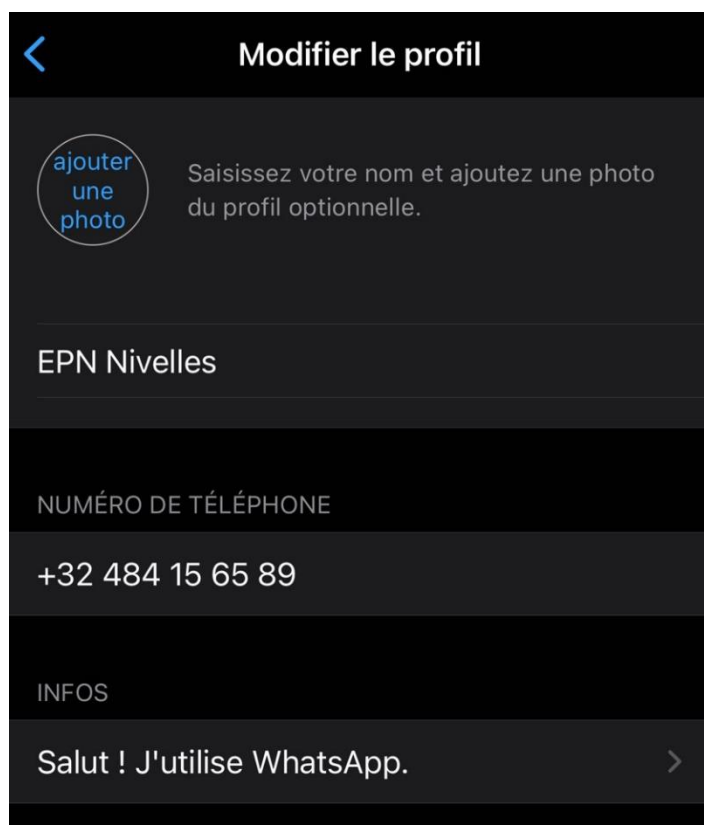 Modifier le profil
ajouter
une
photo
Saisissez votre nom et ajoutez une photo
du profil optionnelle.
EPN Nivelles
NUMÉRO DE TÉLÉPHONE
+32 484 15 65 89
INFOS
Salut ! J'utilise WhatsApp.